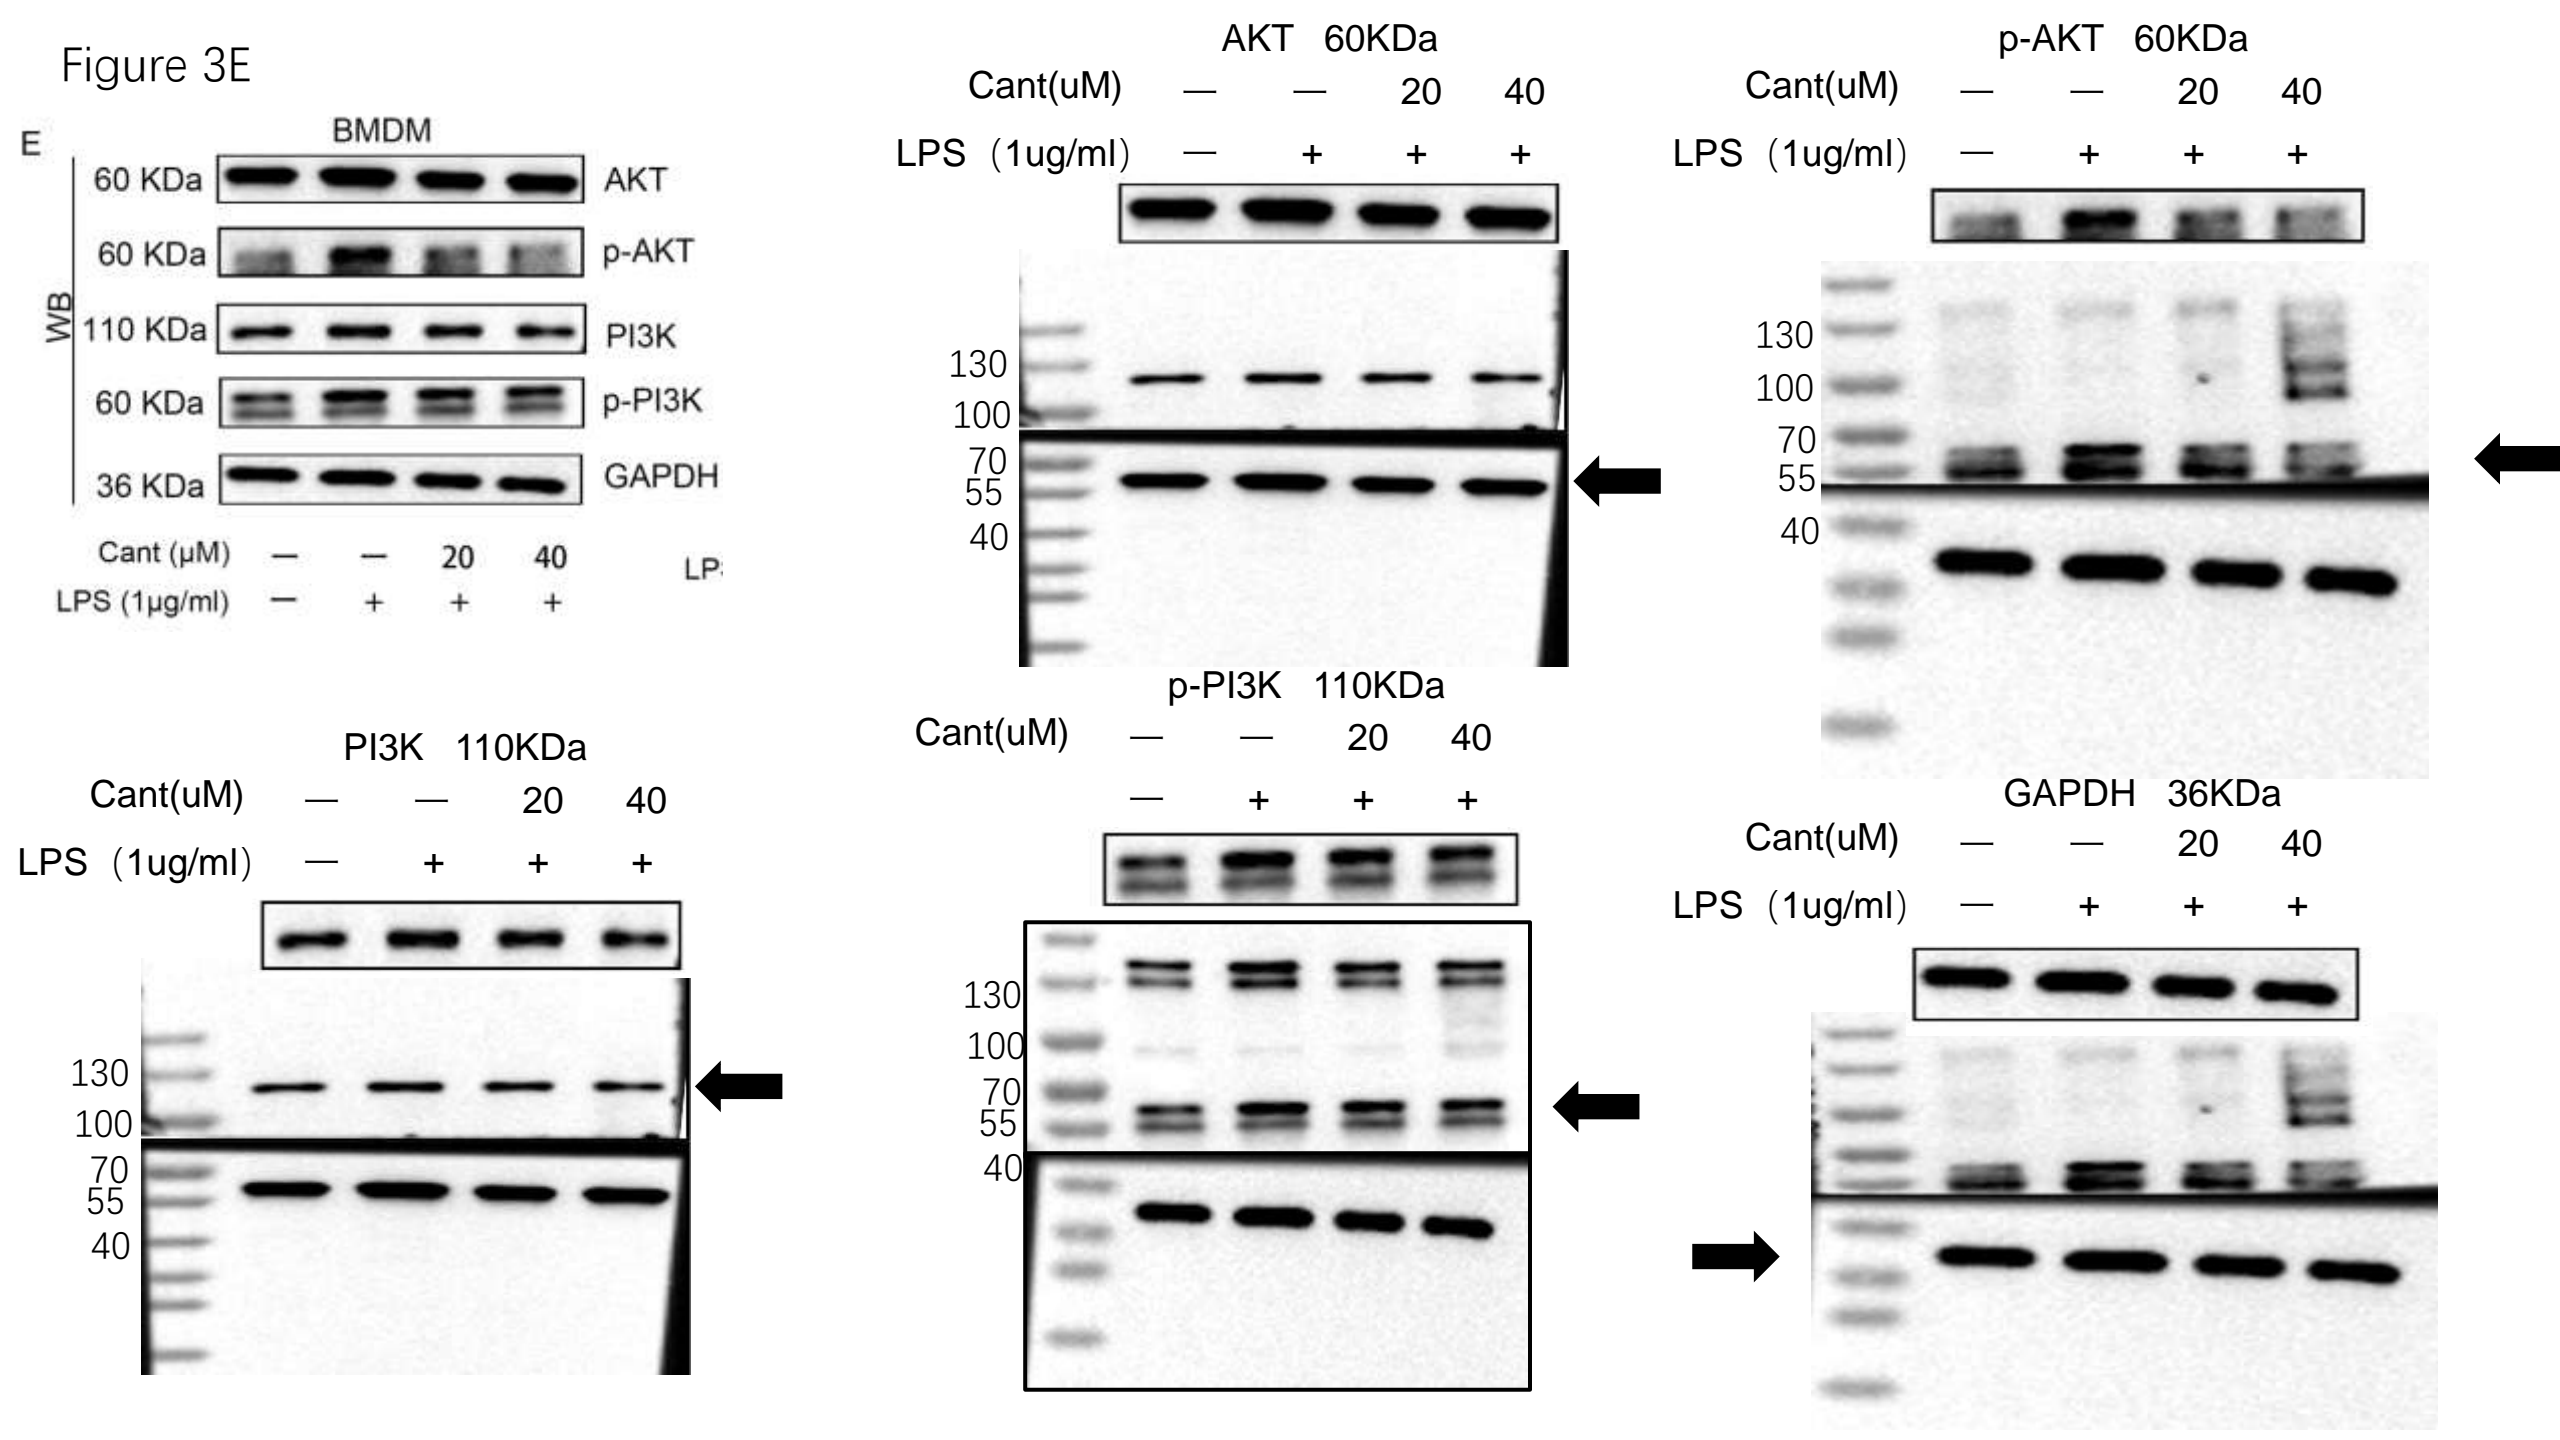 Figure 3E
E
BMDM
WB
60 KDa AKT
60 KDa p-AKT
110 KDa PI3K
60 KDa p-PI3K
36 KDa GAPDH
Cant (µM) — — 20 40
LPS (1µg/ml) — + + +
LP
AKT 60KDa
Cant(uM) — — 20 40
LPS（1ug/ml） — + + +
130
100
70
55
40
p-AKT 60KDa
Cant(uM) — — 20 40
LPS（1ug/ml） — + + +
130
100
70
55
40
PI3K 110KDa
Cant(uM) — — 20 40
LPS（1ug/ml） — + + +
130
100
70
55
40
p-PI3K 110KDa
Cant(uM) — — 20 40
— + + +
130
100
70
55
40
GAPDH 36KDa
Cant(uM) — — 20 40
LPS（1ug/ml） — + + +